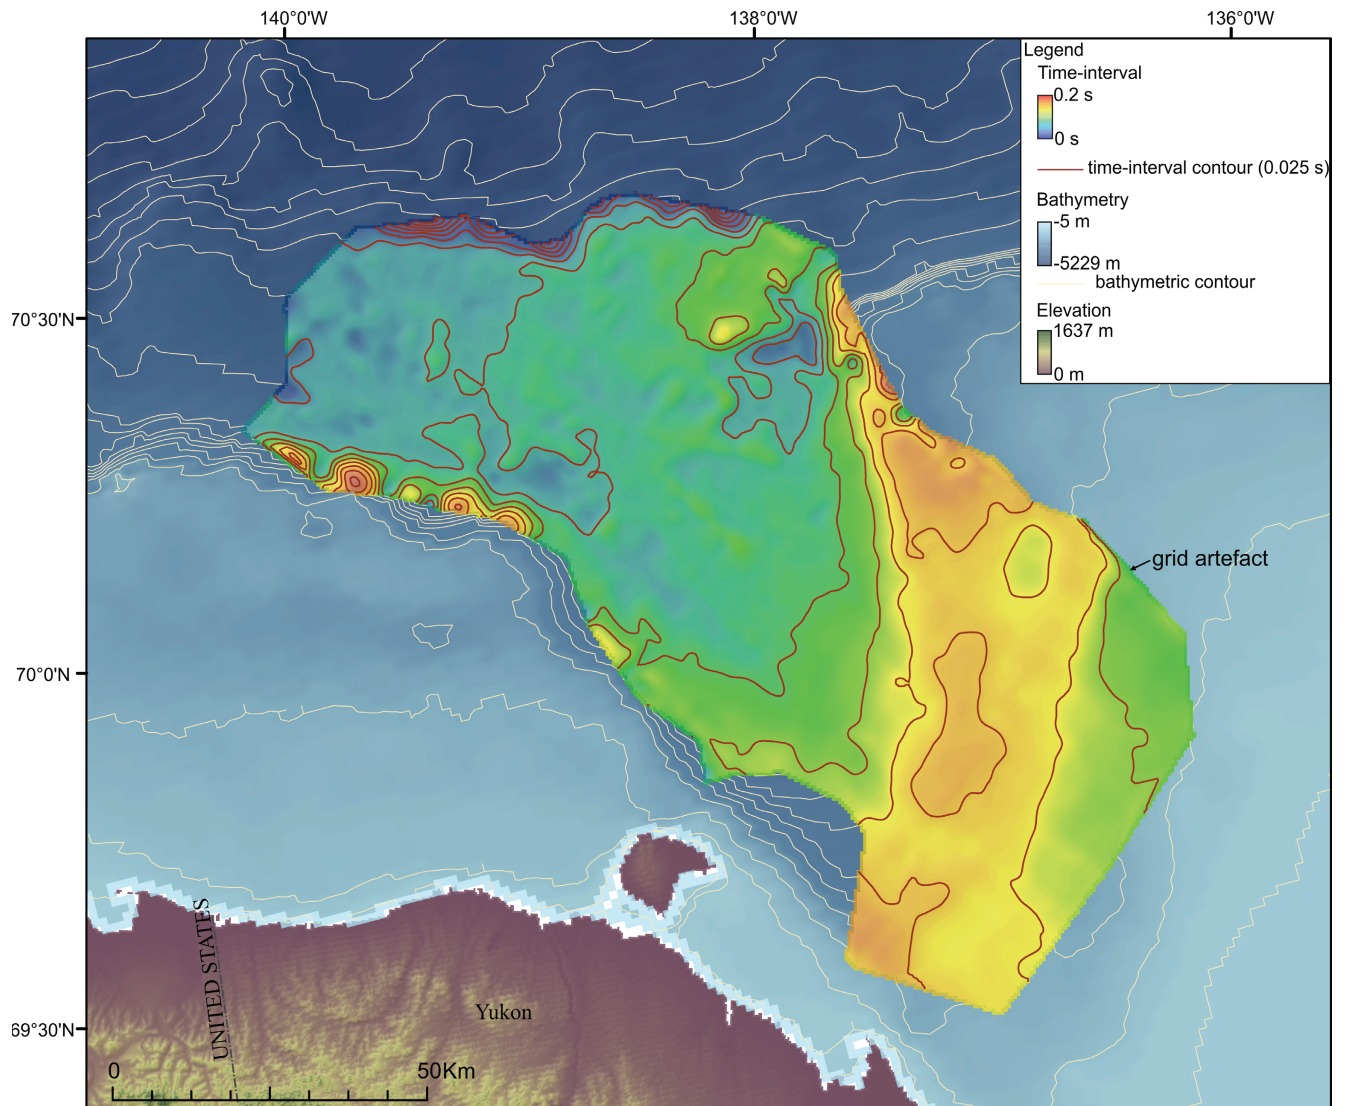 140°0'W
138°0'W
136°0'W
Legend
Time-interval
0.2 s
0 s
time-interval contour (0.025 s)
Bathymetry
-5 m
-5229 m
bathymetric contour
Elevation
1637 m
0 m
70°30'N
grid artefact
70°0'N
UNITED STATES
Yukon
69°30'N
0
50Km